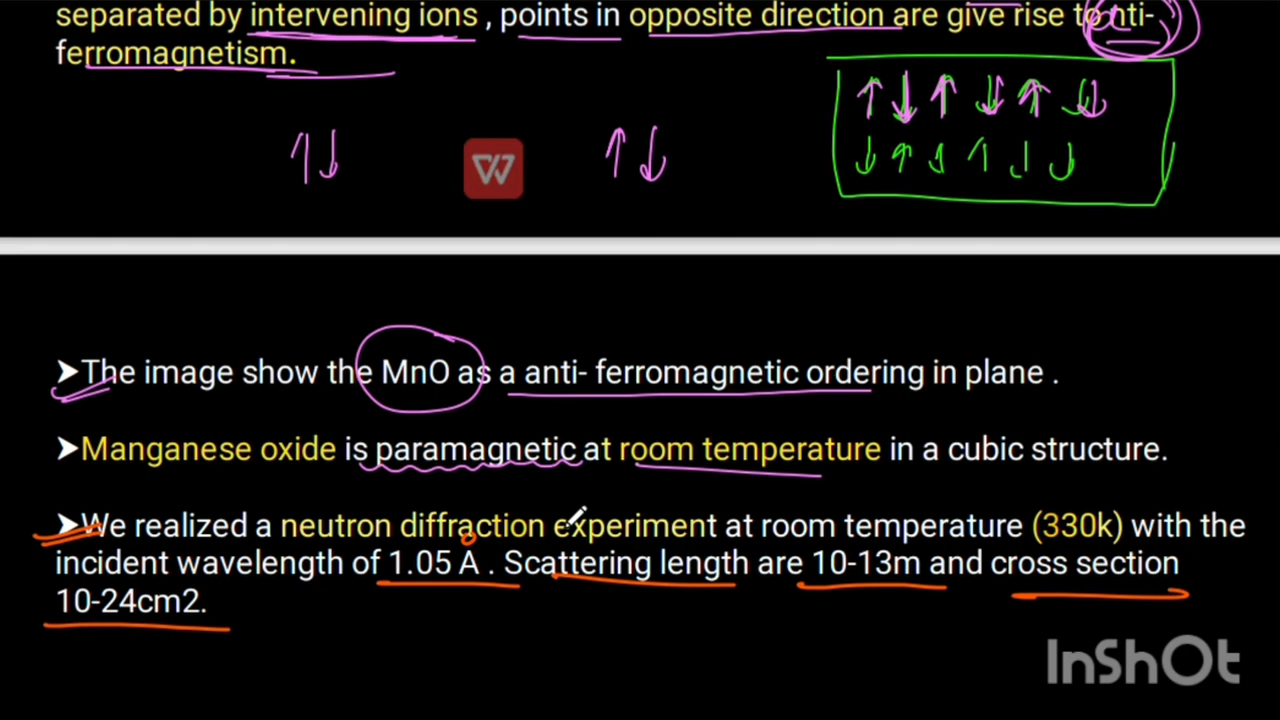 separated by intervening ions , points in opposite direction are give rise to anti-
ferromagnetism.
➤The image show the MnO as a anti- ferromagnetic ordering in plane .
➤Manganese oxide is paramagnetic at room temperature in a cubic structure.
➤We realized a neutron diffraction experiment at room temperature (330k) with the
incident wavelength of 1.05 A . Scattering length are 10-13m and cross section
10-24cm2.
InShOt